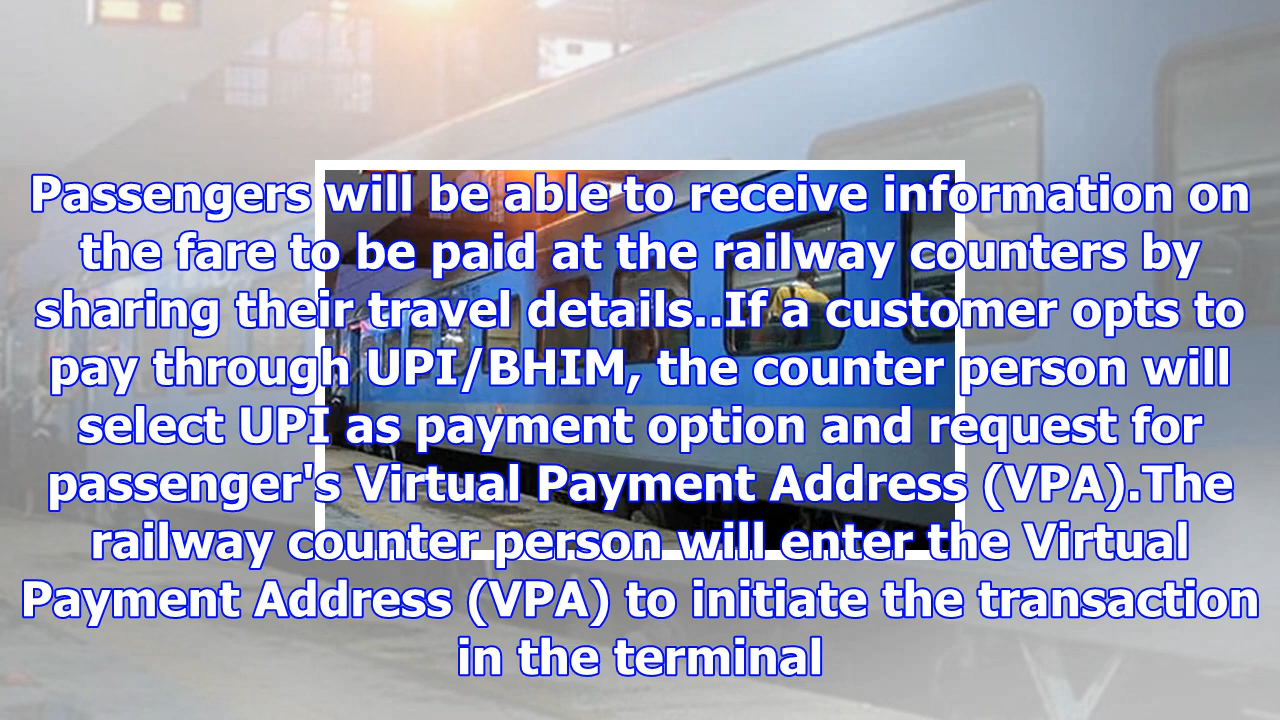 Passengers will be able to receive information on
the fare to be paid at the railway counters by
sharing their travel details..If a customer opts to
pay through UPI/BHIM, the counter person will
select UPI as payment option and request for
passenger's Virtual Payment Address (VPA).The
railway counter person will enter the Virtual
Payment Address (VPA) to initiate the transaction
in the terminal